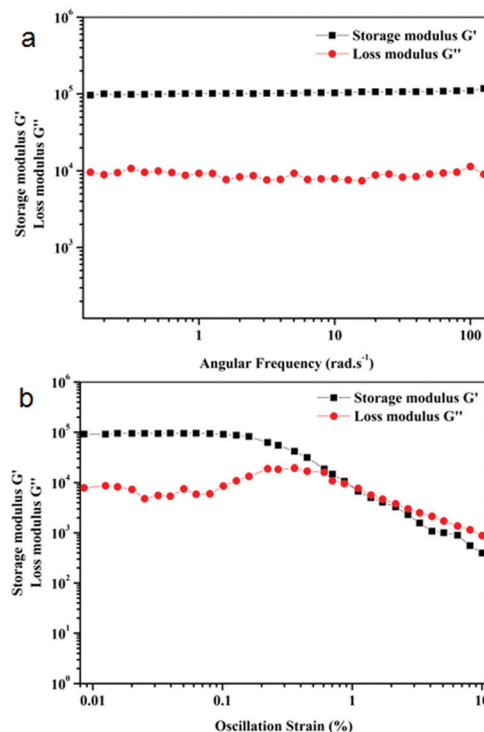 a
10⁶
Storage modulus G'
Loss modulus G''
10⁵
10⁴
10³
Storage modulus G'
Loss modulus G''
1
10
100
Angular Frequency (rad.s⁻¹)
b
10⁶
Storage modulus G'
Loss modulus G''
10⁵
10⁴
10³
10²
10¹
10⁰
Storage modulus G'
Loss modulus G''
0.01
0.1
1
10
Oscillation Strain (%)